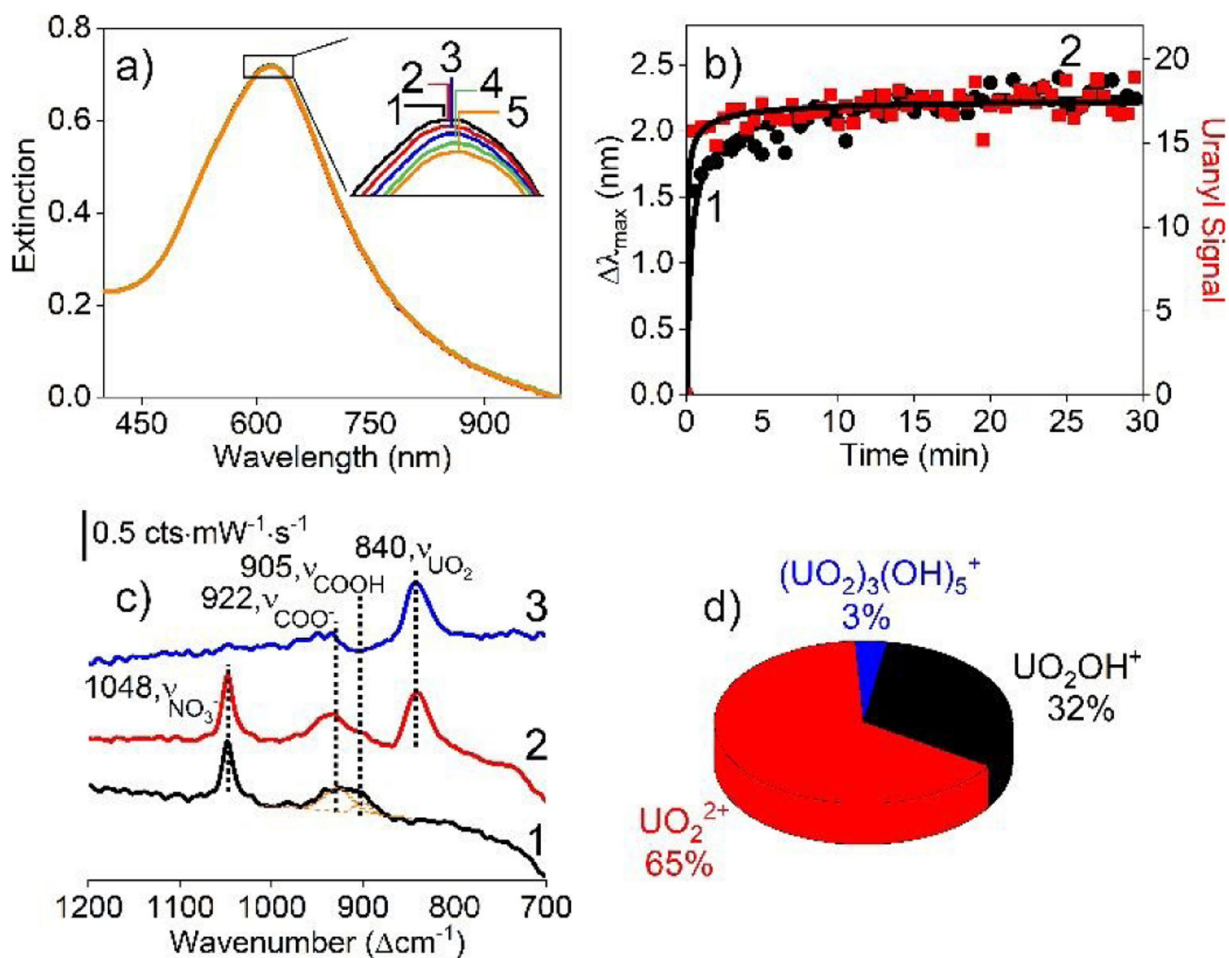 a)
0.8
0.6
0.4
0.2
0.0
Extinction
450 600 750 900
Wavelength (nm)
3
2 4
1 5
b)
2.5
2.0
1.5
1.0
0.5
0.0
Δλmax (nm)
0 5 10 15 20 25 30
Time (min)
20
15
10
5
0
Uranyl Signal
2
1
c)
0.5 cts·mW⁻¹·s⁻¹
840, νUO₂
905, νCOOH
922, νCOO⁻
3
1048, νNO₃⁻
2
1
1200 1100 1000 900 800 700
Wavenumber (Δcm⁻¹)
d)
(UO₂)₃(OH)₅⁺
3%
UO₂OH⁺
32%
UO₂²⁺
65%